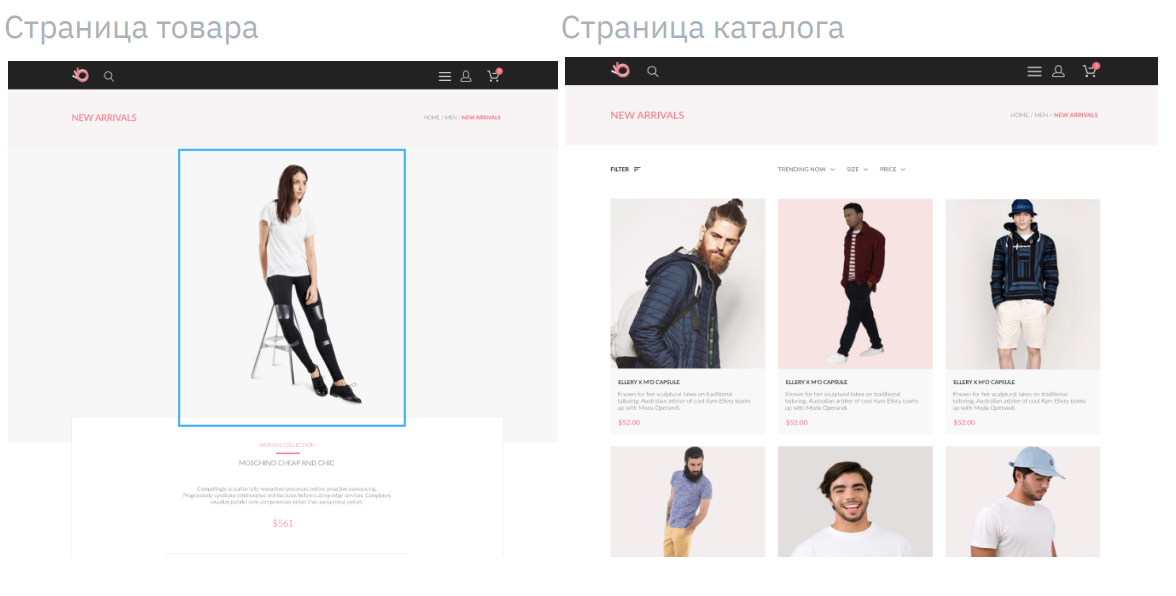 Страница товара
NEW ARRIVALS
HOME / MEN / NEW ARRIVALS
WOMEN COLLECTION
MOSCHINO CHEAP AND CHIC
Compellingly actualize fully researched processes before proactive outsourcing.
Progressively syndicate collaborative architectures before cutting-edge services. Completely
visualize parallel core competencies rather than exceptional portals.
$561
Страница каталога
NEW ARRIVALS
HOME / MEN / NEW ARRIVALS
FILTER
TRENDING NOW
SIZE
PRICE
ELLERY X M'O CAPSULE
Known for her sculptural takes on traditional
tailoring, Australian arbiter of cool Kym Ellery teams
up with Moda Operandi.
$52.00
ELLERY X M'O CAPSULE
Known for her sculptural takes on traditional
tailoring, Australian arbiter of cool Kym Ellery teams
up with Moda Operandi.
$52.00
ELLERY X M'O CAPSULE
Known for her sculptural takes on traditional
tailoring, Australian arbiter of cool Kym Ellery teams
up with Moda Operandi.
$52.00